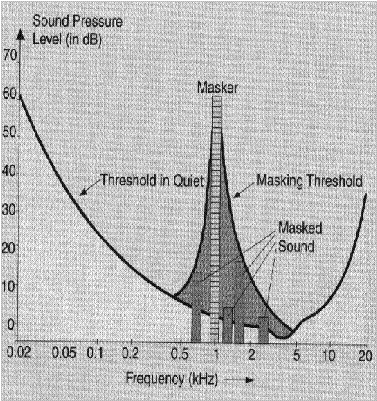 Sound Pressure
Level (in dB)
70
60
50
40
30
20
10
0
Masker
Threshold in Quiet
Masking Threshold
Masked
Sound
0.02 0.05 0.1 0.2 0.5 1 2 5 10 20
Frequency (kHz)